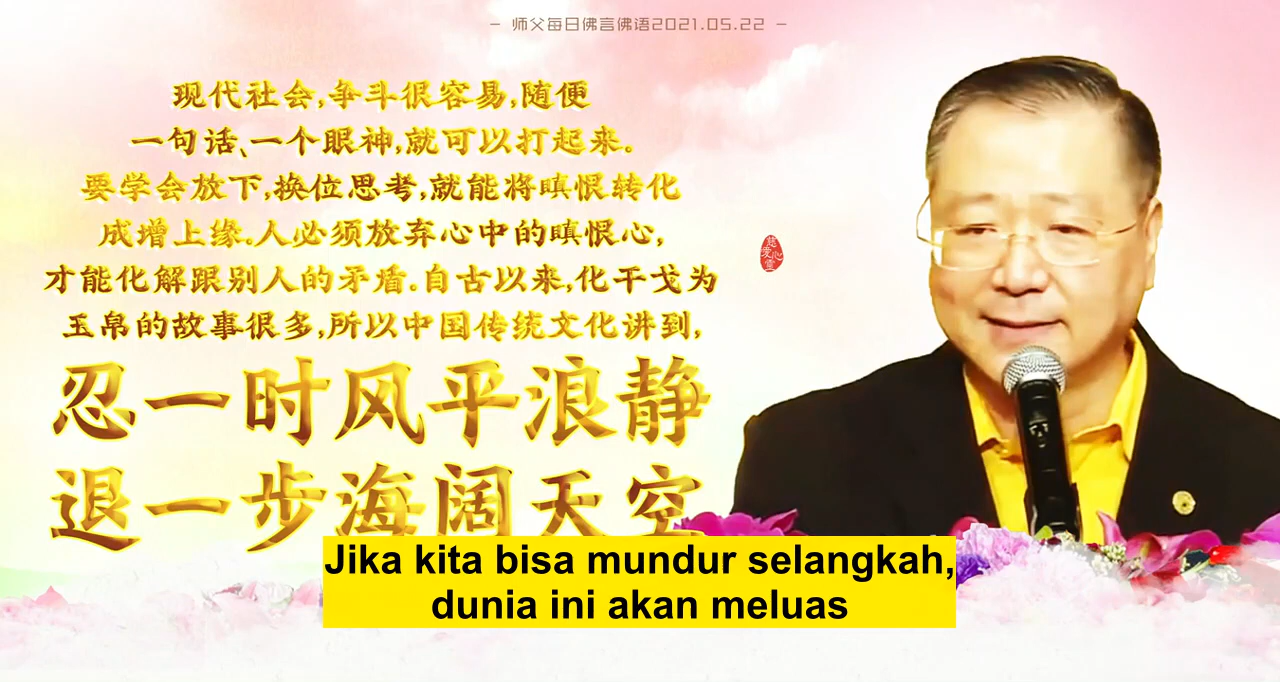 - 师父每日佛言佛语2021.05.22 -
现代社会,争斗很容易,随便
一句话、一个眼神,就可以打起来。
要学会放下,换位思考,就能将瞋恨转化
成增上缘.人必须放弃心中的瞋恨心,
才能化解跟别人的矛盾.自古以来,化干戈为
玉帛的故事很多,所以中国传统文化讲到,
忍一时风平浪静
退一步海阔天空
慈爱心灵
Jika kita bisa mundur selangkah,
dunia ini akan meluas